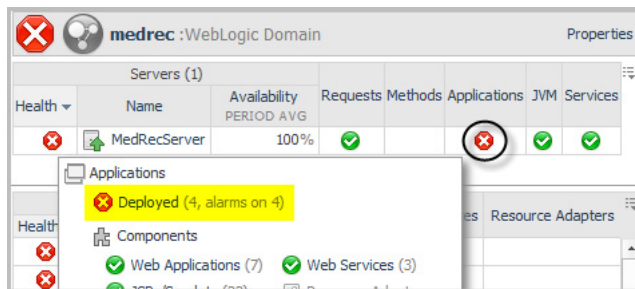 medrec :WebLogic Domain Properties
Servers (1)
Health Name Availability PERIOD AVG Requests Methods Applications JVM Services
MedRecServer 100%
Applications
Deployed (4, alarms on 4)
Health Resource Adapters
Components
Web Applications (7) Web Services (3)